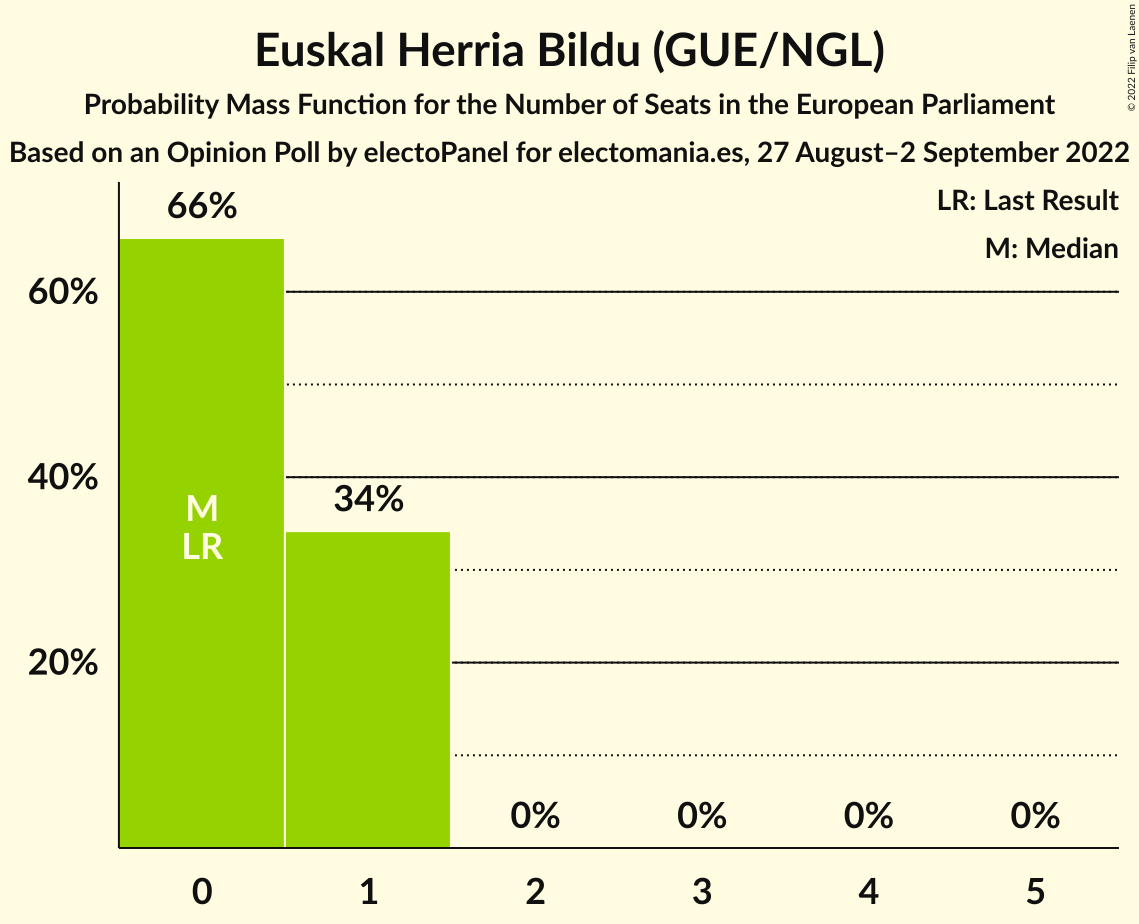 Euskal Herria Bildu (GUE/NGL)
Probability Mass Function for the Number of Seats in the European Parliament
Based on an Opinion Poll by electoPanel for electomania.es, 27 August–2 September 2022
© 2022 Filip van Laenen
LR: Last Result
M: Median
66%
60%
40%
20%
34%
M
LR
0%
0%
0%
0%
0
1
2
3
4
5